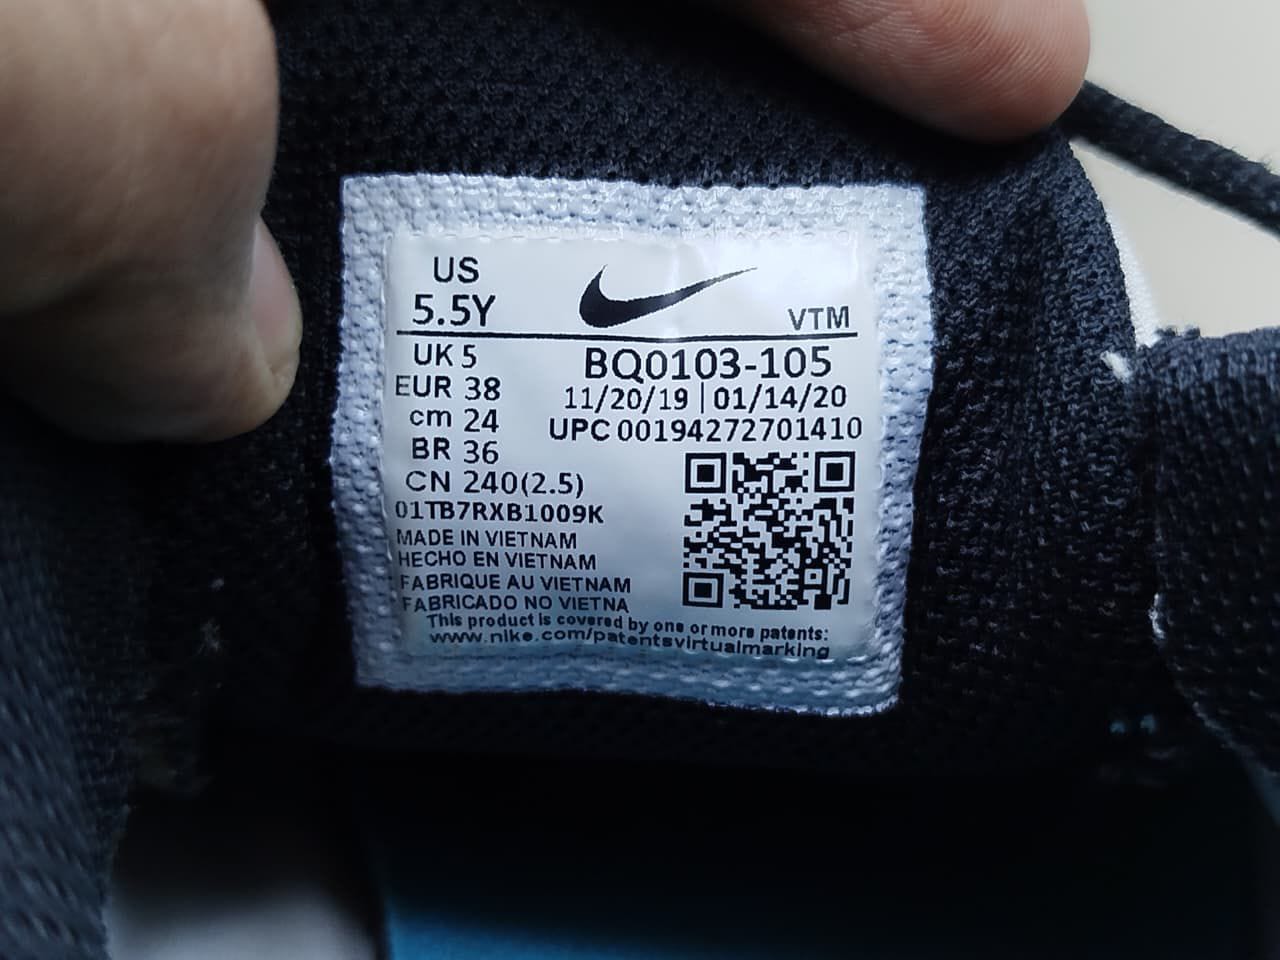 US
5.5Y
VTM
UK 5
EUR 38
cm 24
BR 36
CN 240(2.5)
BQ0103-105
11/20/19 | 01/14/20
UPC 00194272701410
01TB7RXB1009K
MADE IN VIETNAM
HECHO EN VIETNAM
FABRIQUE AU VIETNAM
FABRICADO NO VIETNA
This product is covered by one or more patents:
www.nike.com/patentsvirtualmarking